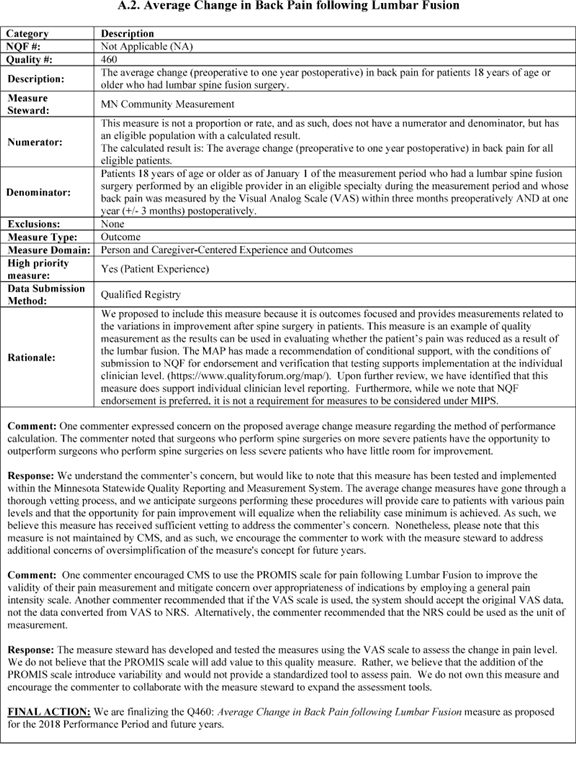 A.2. Average Change in Back Pain following Lumbar Fusion
Category Description
NQF #: Not Applicable (NA)
Quality #: 460
Description: The average change (preoperative to one year postoperative) in back pain for patients 18 years of age or
older who had lumbar spine fusion surgery.
Measure
Steward: MN Community Measurement
Numerator: This measure is not a proportion or rate, and as such, does not have a numerator and denominator, but has
an eligible population with a calculated result.
The calculated result is: The average change (preoperative to one year postoperative) in back pain for all
eligible patients.
Denominator: Patients 18 years of age or older as of January 1 of the measurement period who had a lumbar spine fusion
surgery performed by an eligible provider in an eligible specialty during the measurement period and whose
back pain was measured by the Visual Analog Scale (VAS) within three months preoperatively AND at one
year (+/- 3 months) postoperatively.
Exclusions: None
Measure Type: Outcome
Measure Domain: Person and Caregiver-Centered Experience and Outcomes
High priority
measure: Yes (Patient Experience)
Data Submission
Method: Qualified Registry
Rationale: We proposed to include this measure because it is outcomes focused and provides measurements related to
the variations in improvement after spine surgery in patients. This measure is an example of quality
measurement as the results can be used in evaluating whether the patient's pain was reduced as a result of
the lumbar fusion. The MAP has made a recommendation of conditional support, with the conditions of
submission to NQF for endorsement and verification that testing supports implementation at the individual
clinician level. (https://www.qualityforum.org/map/). Upon further review, we have identified that this
measure does support individual clinician level reporting. Furthermore, while we note that NQF
endorsement is preferred, it is not a requirement for measures to be considered under MIPS.
Comment: One commenter expressed concern on the proposed average change measure regarding the method of performance
calculation. The commenter noted that surgeons who perform spine surgeries on more severe patients have the opportunity to
outperform surgeons who perform spine surgeries on less severe patients who have little room for improvement.
Response: We understand the commenter's concern, but would like to note that this measure has been tested and implemented
within the Minnesota Statewide Quality Reporting and Measurement System. The average change measures have gone through a
thorough vetting process, and we anticipate surgeons performing these procedures will provide care to patients with various pain
levels and that the opportunity for pain improvement will equalize when the reliability case minimum is achieved. As such, we
believe this measure has received sufficient vetting to address the commenter's concern. Nonetheless, please note that this
measure is not maintained by CMS, and as such, we encourage the commenter to work with the measure steward to address
additional concerns of oversimplification of the measure's concept for future years.
Comment: One commenter encouraged CMS to use the PROMIS scale for pain following Lumbar Fusion to improve the
validity of their pain measurement and mitigate concern over appropriateness of indications by employing a general pain
intensity scale. Another commenter recommended that if the VAS scale is used, the system should accept the original VAS data,
not the data converted from VAS to NRS. Alternatively, the commenter recommended that the NRS could be used as the unit of
measurement.
Response: The measure steward has developed and tested the measures using the VAS scale to assess the change in pain level.
We do not believe that the PROMIS scale will add value to this quality measure. Rather, we believe that the addition of the
PROMIS scale introduce variability and would not provide a standardized tool to assess pain. We do not own this measure and
encourage the commenter to collaborate with the measure steward to expand the assessment tools.
FINAL ACTION: We are finalizing the Q460: Average Change in Back Pain following Lumbar Fusion measure as proposed
for the 2018 Performance Period and future years.